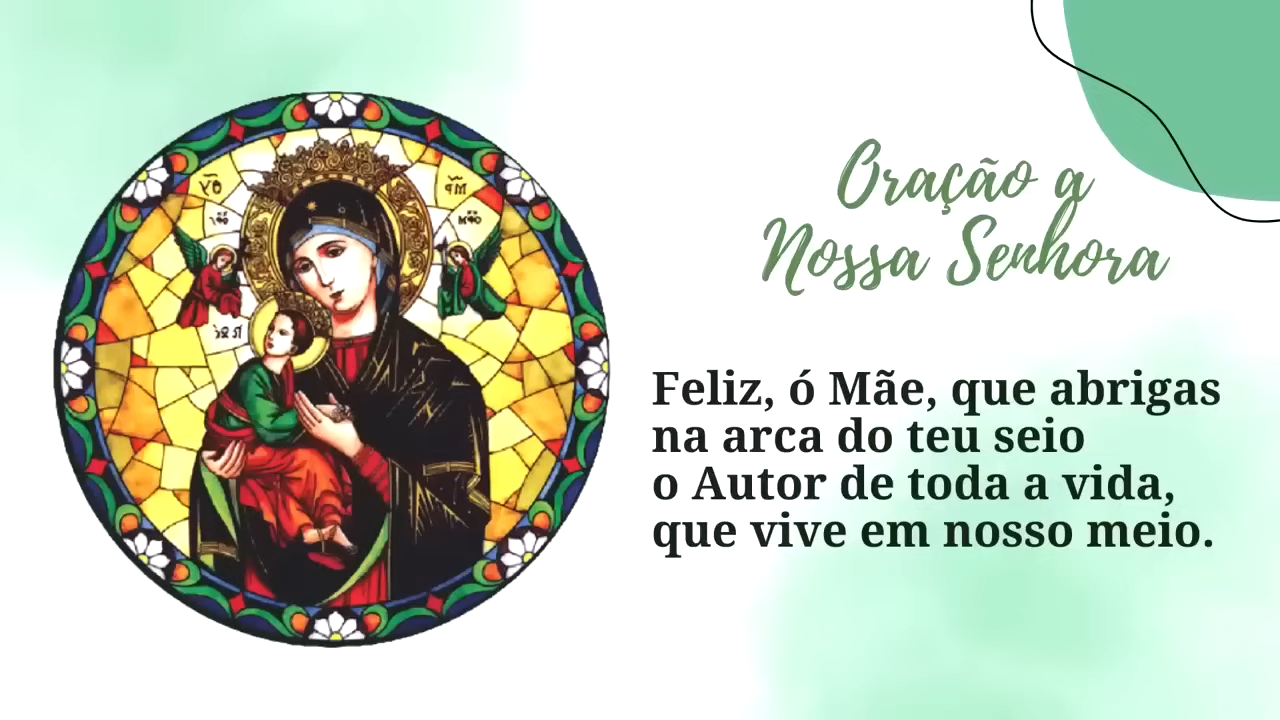 Oração a
Nossa Senhora
Feliz, ó Mãe, que abrigas
na arca do teu seio
o Autor de toda a vida,
que vive em nosso meio.